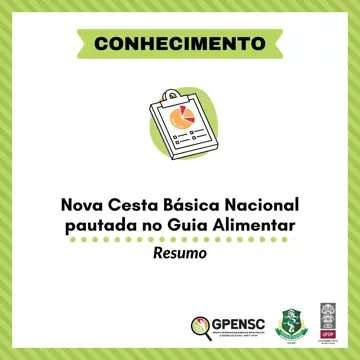 CONHECIMENTO
Nova Cesta Básica Nacional
pautada no Guia Alimentar
Resumo
GPENSC
UFOP